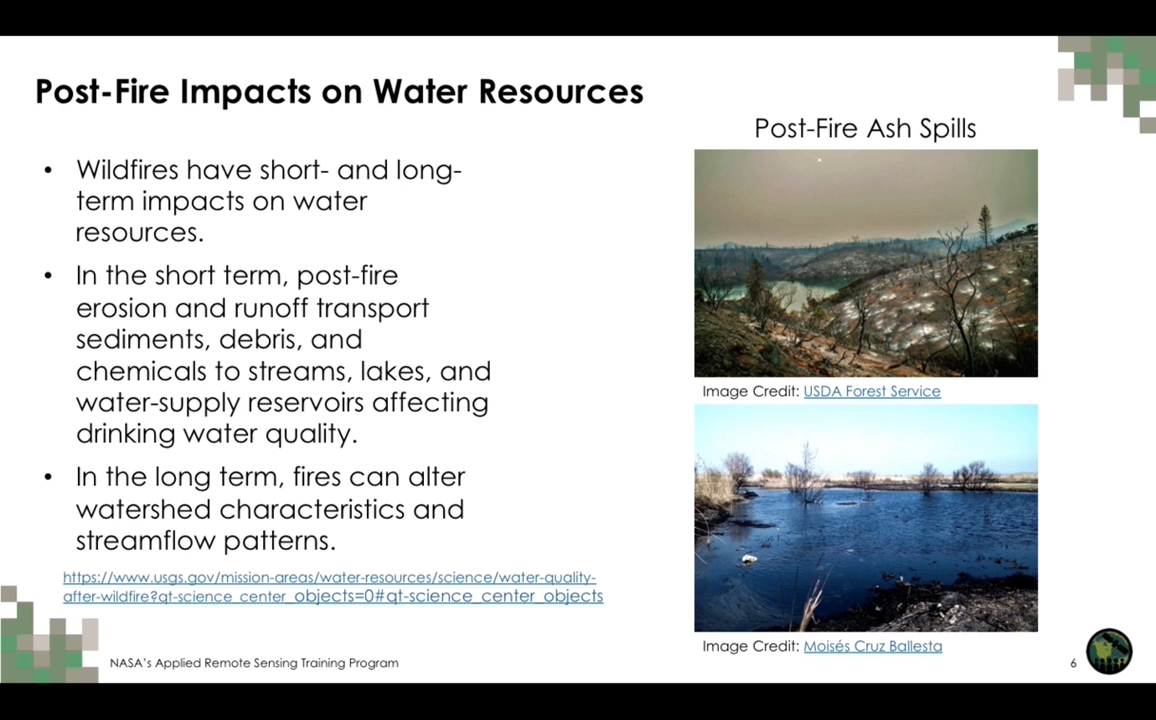 Post-Fire Impacts on Water Resources
• Wildfires have short- and long-
term impacts on water
resources.
• In the short term, post-fire
erosion and runoff transport
sediments, debris, and
chemicals to streams, lakes, and
water-supply reservoirs affecting
drinking water quality.
• In the long term, fires can alter
watershed characteristics and
streamflow patterns.
https://www.usgs.gov/mission-areas/water-resources/science/water-quality-
after-wildfire?qt-science_center_objects=0#qt-science_center_objects
Post-Fire Ash Spills
Image Credit: USDA Forest Service
Image Credit: Moisés Cruz Ballesta
NASA's Applied Remote Sensing Training Program
6